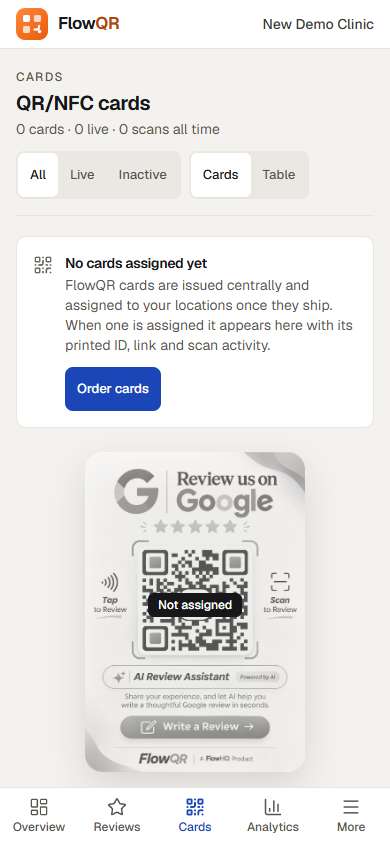 FlowQR
New Demo Clinic
CARDS
QR/NFC cards
0 cards · 0 live · 0 scans all time
All
Live
Inactive
Cards
Table
No cards assigned yet
FlowQR cards are issued centrally and
assigned to your locations once they ship.
When one is assigned it appears here with its
printed ID, link and scan activity.
Order cards
Review us on
Google
Tap
to Review
Not assigned
Scan
to Review
AI Review Assistant
Powered by AI
Share your experience, and let AI help you
write a thoughtful Google review in seconds.
Write a Review →
FlowQR
A FlowHQ Product
Overview
Reviews
Cards
Analytics
More